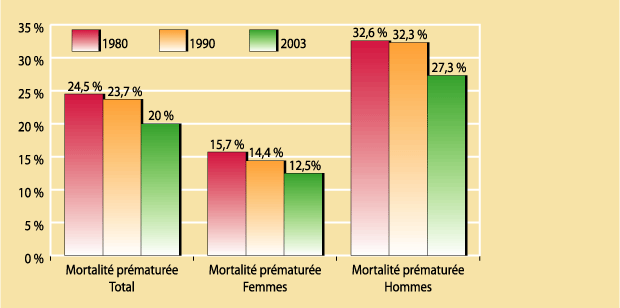 35 %
30 %
25 %
20 %
15 %
10 %
5 %
0 %
1980 1990 2003
24,5 % 23,7 % 20 %
15,7 % 14,4 % 12,5%
32,6 % 32,3 % 27,3 %
Mortalité prématurée
Total
Mortalité prématurée
Femmes
Mortalité prématurée
Hommes